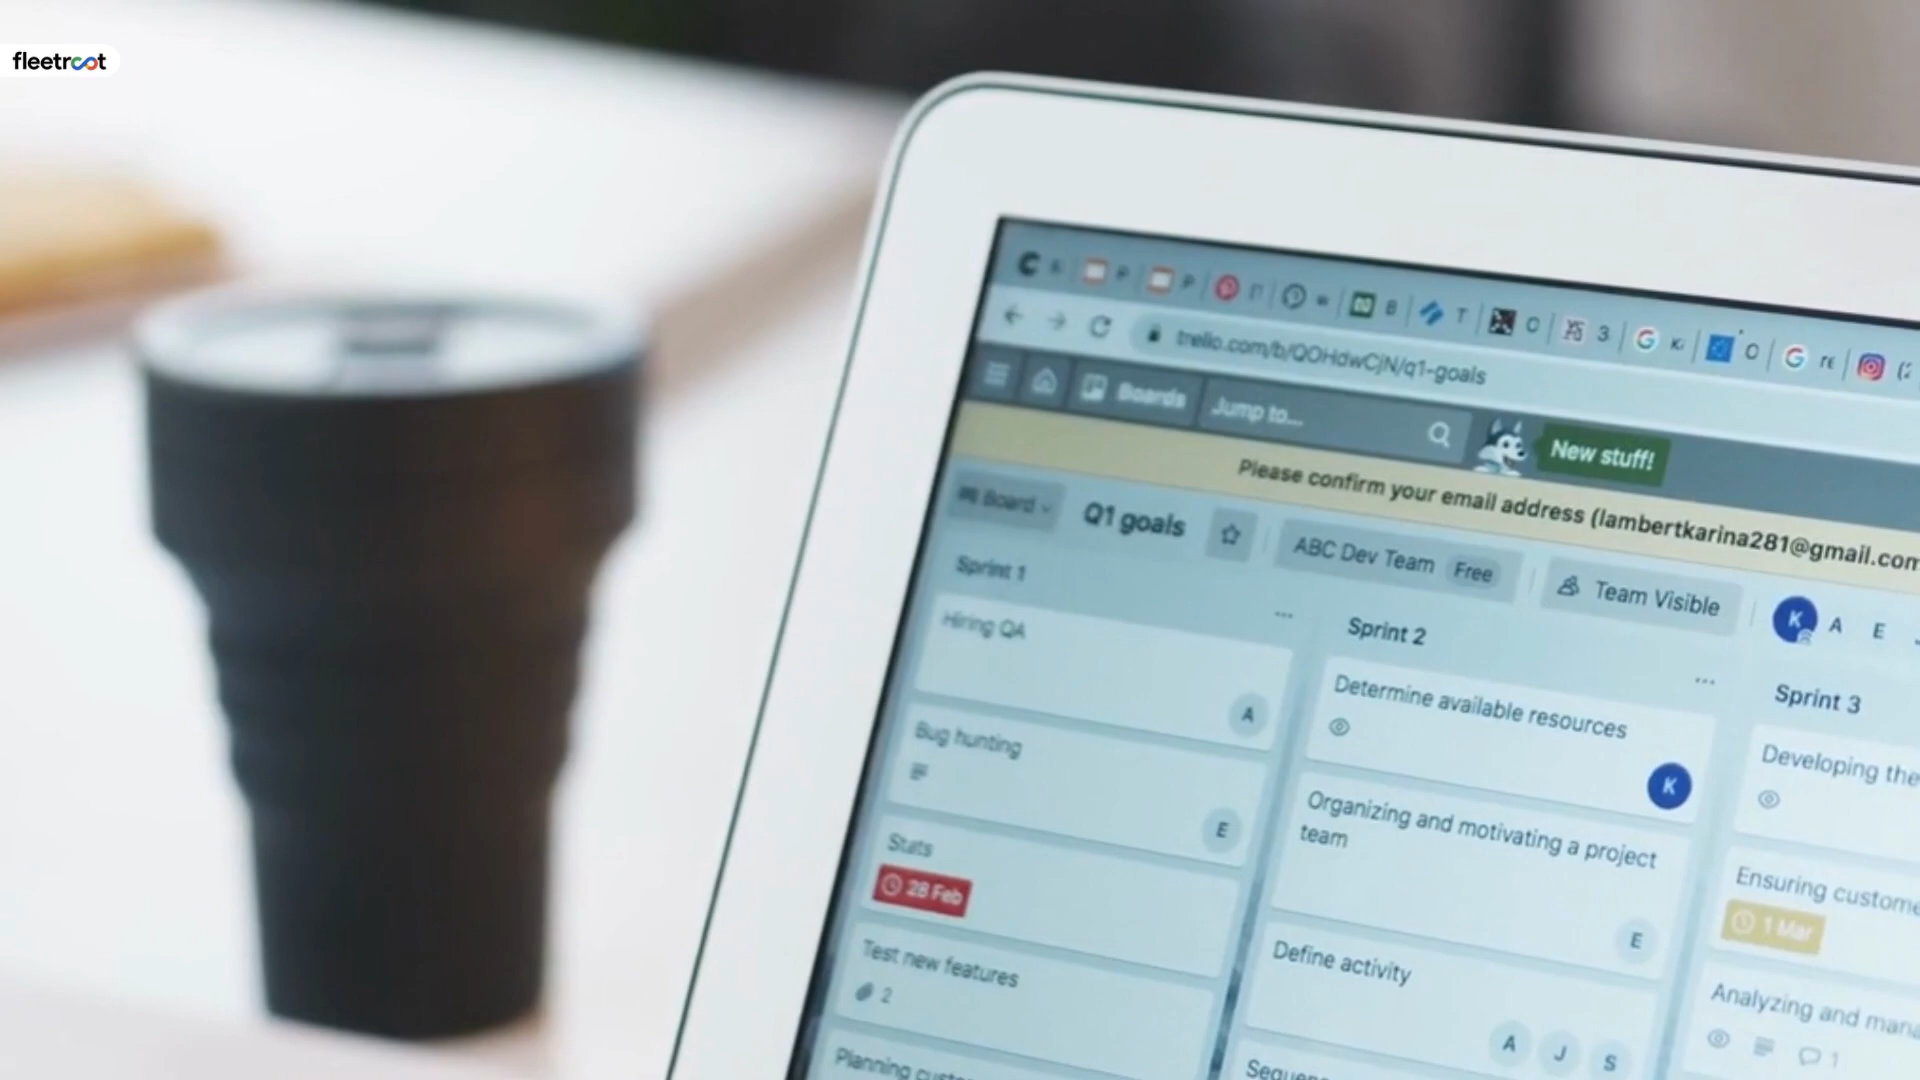 fleetroot
trello.com/b/QOHdwCjN/q1-goals
Boards
Jump to...
New stuff!
Please confirm your email address (lambertkarina281@gmail.com
Board
Q1 goals
ABC Dev Team Free
Team Visible
K A E
Sprint 1
Hiring QA
A
Bug hunting
E
Stats
28 Feb
Test new features
2
Planning
Sprint 2
Determine available resources
K
Organizing and motivating a project
team
E
Define activity
A J S
Sprint 3
Developing the
Ensuring
1 Mar
Analyzing and
1